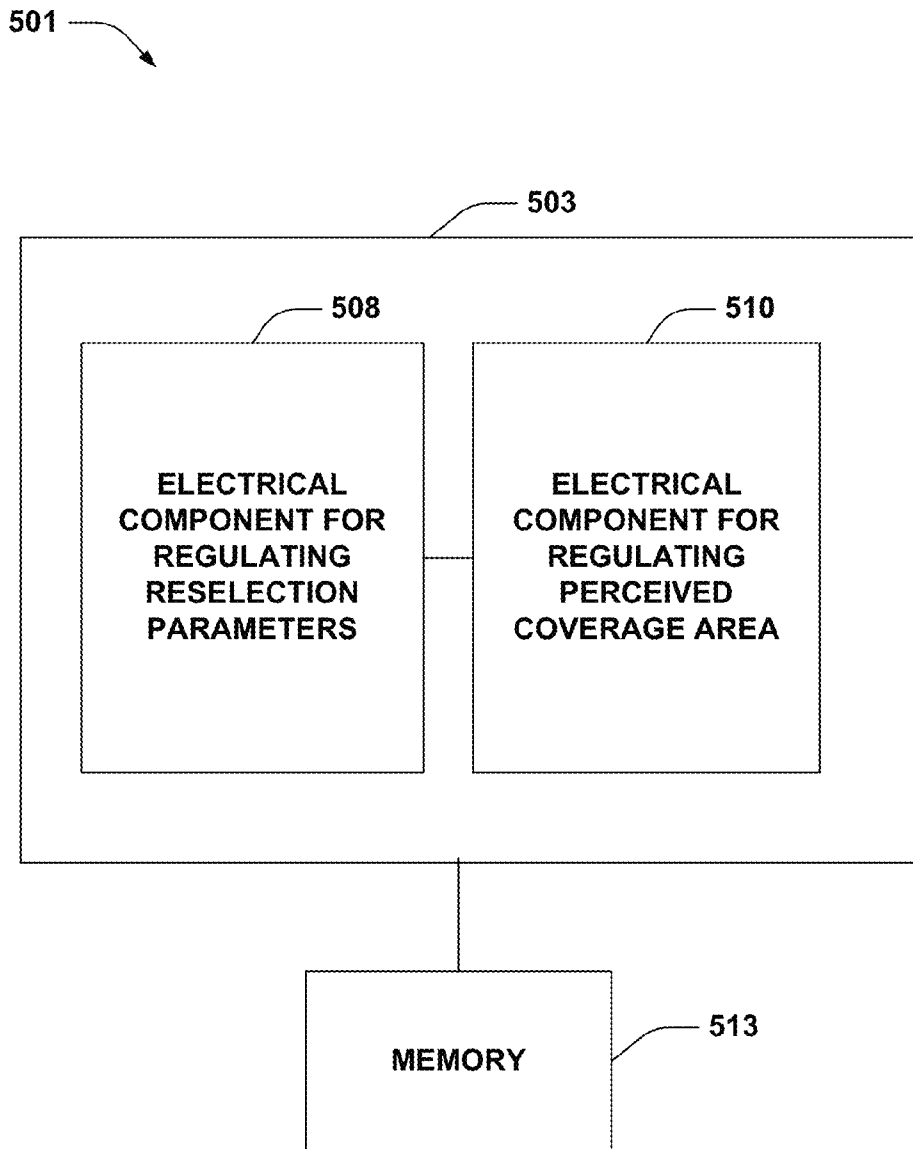 501
503
508
510
ELECTRICAL
COMPONENT FOR
REGULATING
RESELECTION
PARAMETERS
ELECTRICAL
COMPONENT FOR
REGULATING
PERCEIVED
COVERAGE AREA
513
MEMORY